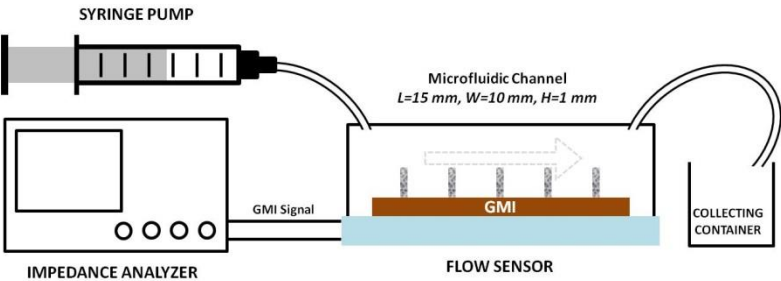 SYRINGE PUMP
Microfluidic Channel
L=15 mm, W=10 mm, H=1 mm
GMI Signal
GMI
COLLECTING
CONTAINER
IMPEDANCE ANALYZER
FLOW SENSOR